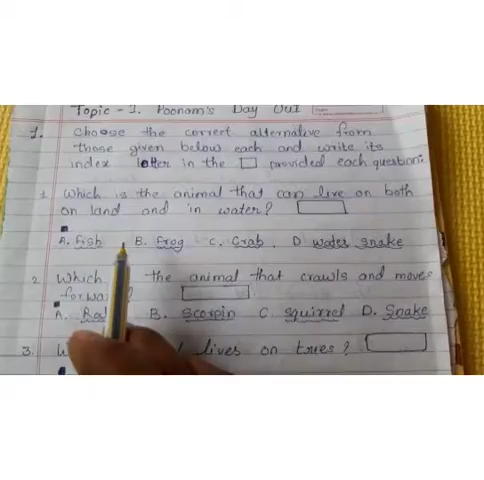 Topic - 1. Poonam's Day Out
1. Choose the correct alternative from
those given below each and write its
index letter in the provided each question:
1. Which is the animal that can live on both
on land and in water?
A. Fish B. Frog C. Crab. D water snake
2. Which the animal that crawls and moves
A. B. Scorpin C. Squirrel D. Snake
3. lives on trues?